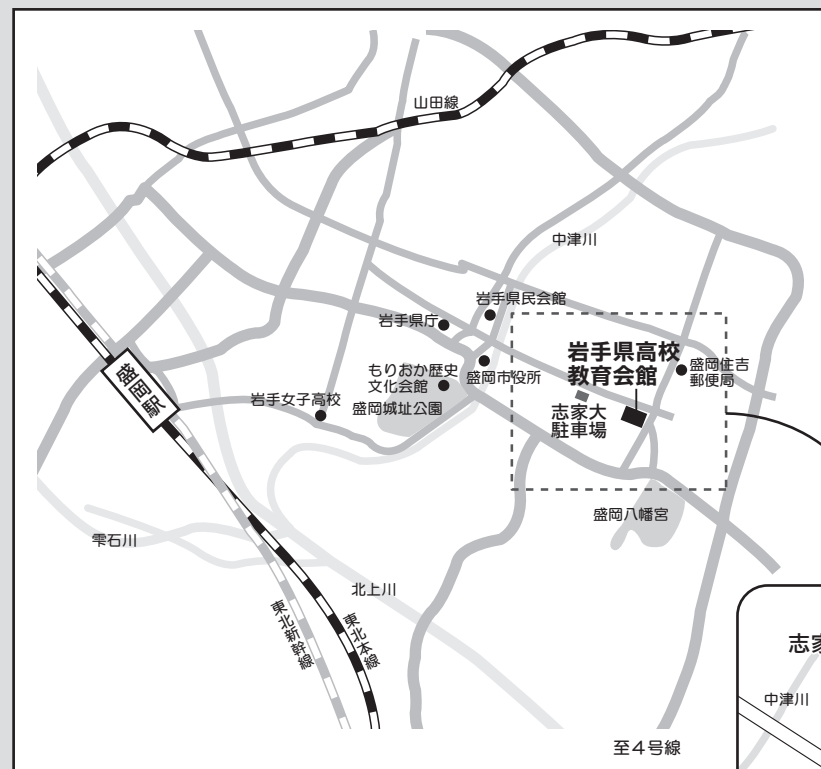 山田線
中津川
岩手県民会館
岩手県庁
岩手県高校
教育会館
盛岡住吉
郵便局
もりおか歴史
文化会館
盛岡市役所
盛岡駅
岩手女子高校
盛岡城址公園
志家大
駐車場
盛岡八幡宮
雫石川
北上川
東北新幹線
東北本線
志家
中津川
至4号線